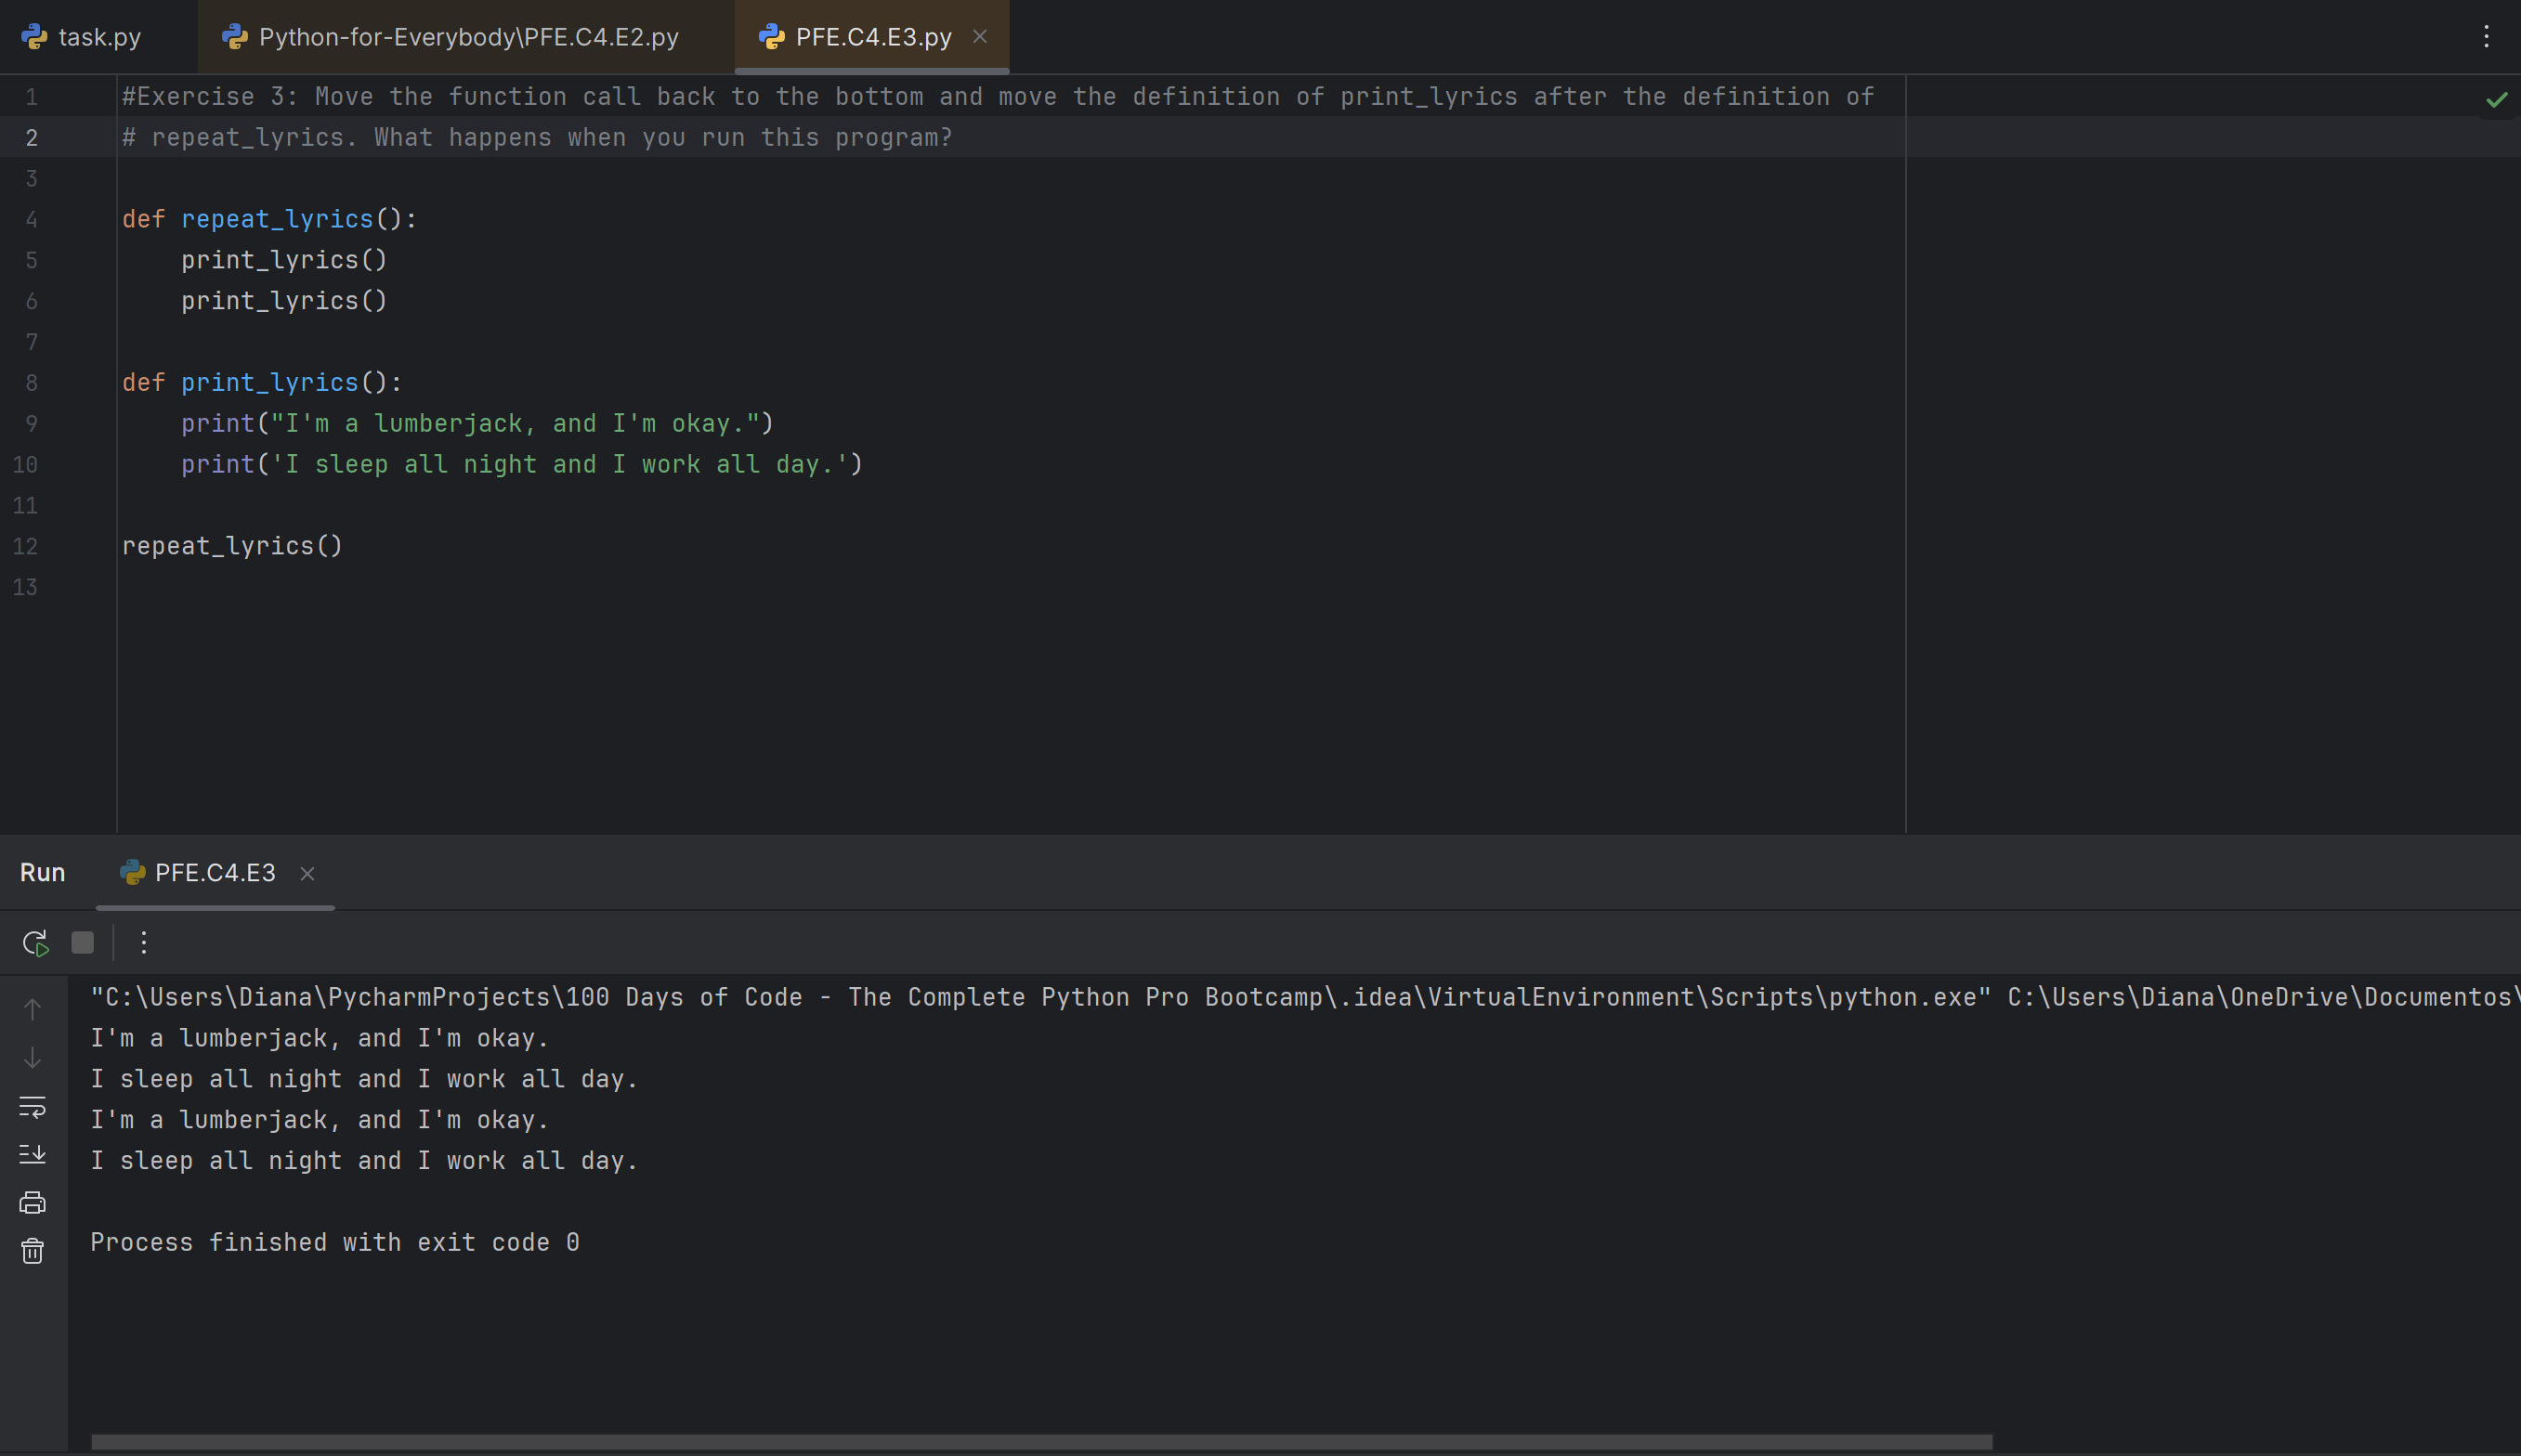 task.py Python-for-Everybody\PFE.C4.E2.py PFE.C4.E3.py
1 #Exercise 3: Move the function call back to the bottom and move the definition of print_lyrics after the definition of
2 # repeat_lyrics. What happens when you run this program?
3
4 def repeat_lyrics():
5     print_lyrics()
6     print_lyrics()
7
8 def print_lyrics():
9     print("I'm a lumberjack, and I'm okay.")
10     print('I sleep all night and I work all day.')
11
12 repeat_lyrics()
13
Run PFE.C4.E3
"C:\Users\Diana\PycharmProjects\100 Days of Code - The Complete Python Pro Bootcamp\.idea\VirtualEnvironment\Scripts\python.exe" C:\Users\Diana\OneDrive\Documentos\
I'm a lumberjack, and I'm okay.
I sleep all night and I work all day.
I'm a lumberjack, and I'm okay.
I sleep all night and I work all day.
Process finished with exit code 0